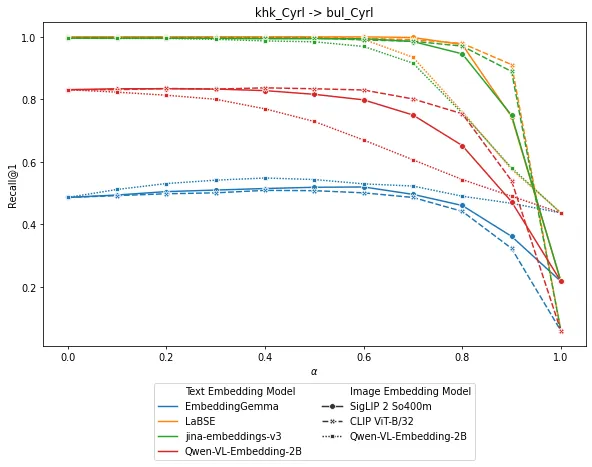 khk_Cyrl -> bul_Cyrl
1.0
0.8
0.6
0.4
0.2
Recall@1
0.0 0.2 0.4 0.6 0.8 1.0
α
Text Embedding Model
EmbeddingGemma
LaBSE
jina-embeddings-v3
Qwen-VL-Embedding-2B
Image Embedding Model
SigLIP 2 So400m
CLIP ViT-B/32
Qwen-VL-Embedding-2B